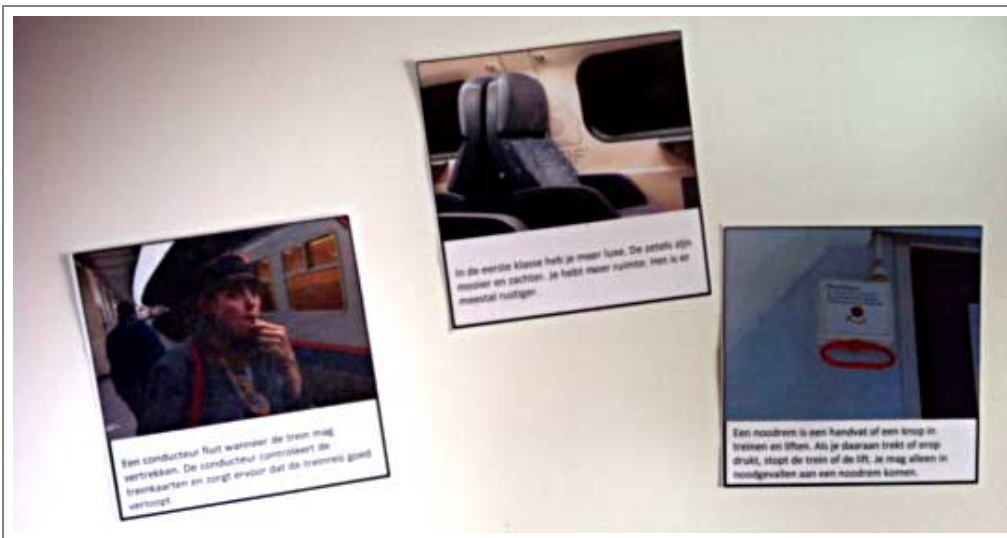 In de eerste klasse heb je meer luxe. De zetels zijn
mooier en zachter. Je hebt meer ruimte. Het is er
meestal rustiger.
Een conducteur fluit wanneer de trein mag
vertrekken. De conducteur controleert de
treinkaarten en zorgt ervoor dat de treinreis goed
verloopt.
Een noodrem is een handvat of een knop in
treinen en liften. Als je daaraan trekt of erop
drukt, stopt de trein of de lift. Je mag alleen in
noodgevallen aan een noodrem komen.